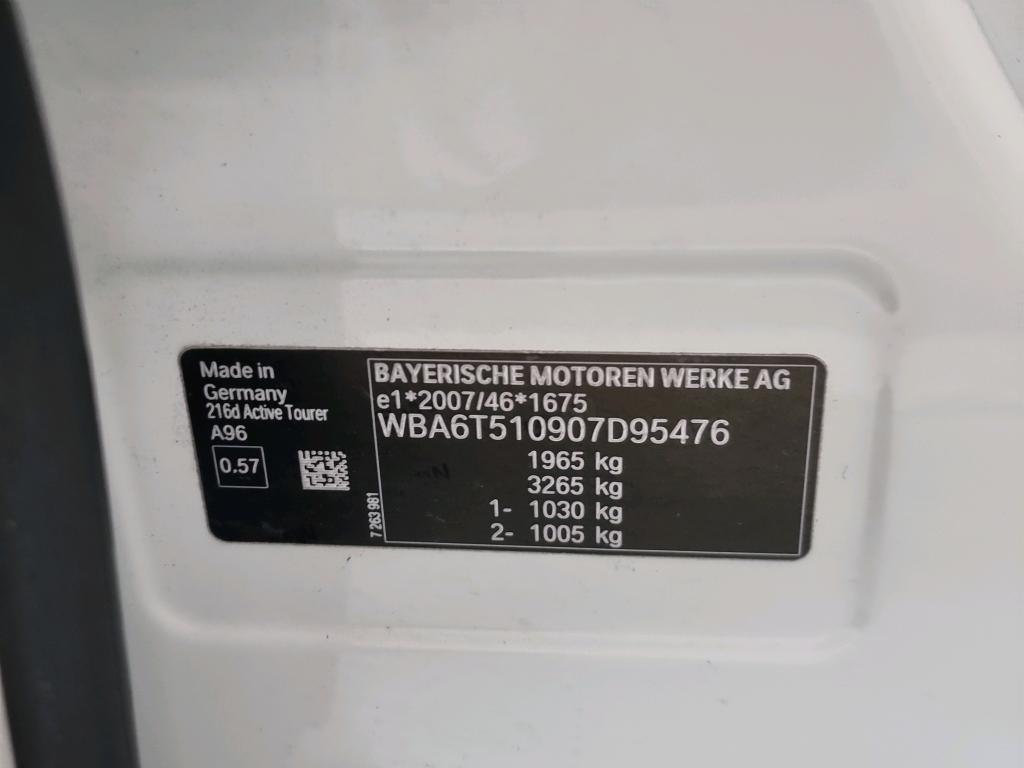 Made in
Germany
216d Active Tourer
A96
0.57
7 263 981
BAYERISCHE MOTOREN WERKE AG
e1*2007/46*1675
WBA6T510907D95476
1965 kg
3265 kg
1- 1030 kg
2- 1005 kg